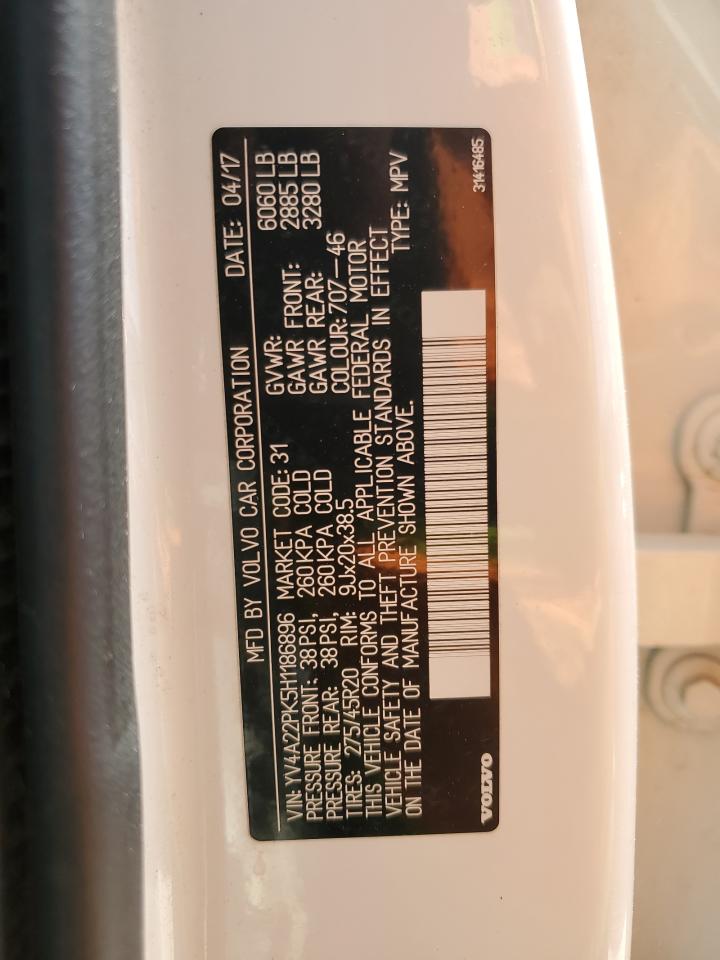 MFD BY VOLVO CAR CORPORATION DATE: 04/17
VIN: YV4A22PK5H1186896 MARKET CODE: 31 GVWR: 6060 LB
PRESSURE FRONT: 38PSI, 260KPA COLD GAWR FRONT: 2885 LB
PRESSURE REAR: 38PSI, 260KPA COLD GAWR REAR: 3280 LB
TIRES: 275/45R20 RIM: 9Jx20x38.5 COLOUR: 707-46
THIS VEHICLE CONFORMS TO ALL APPLICABLE FEDERAL MOTOR
VEHICLE SAFETY AND THEFT PREVENTION STANDARDS IN EFFECT
ON THE DATE OF MANUFACTURE SHOWN ABOVE. TYPE: MPV
VOLVO 31416485